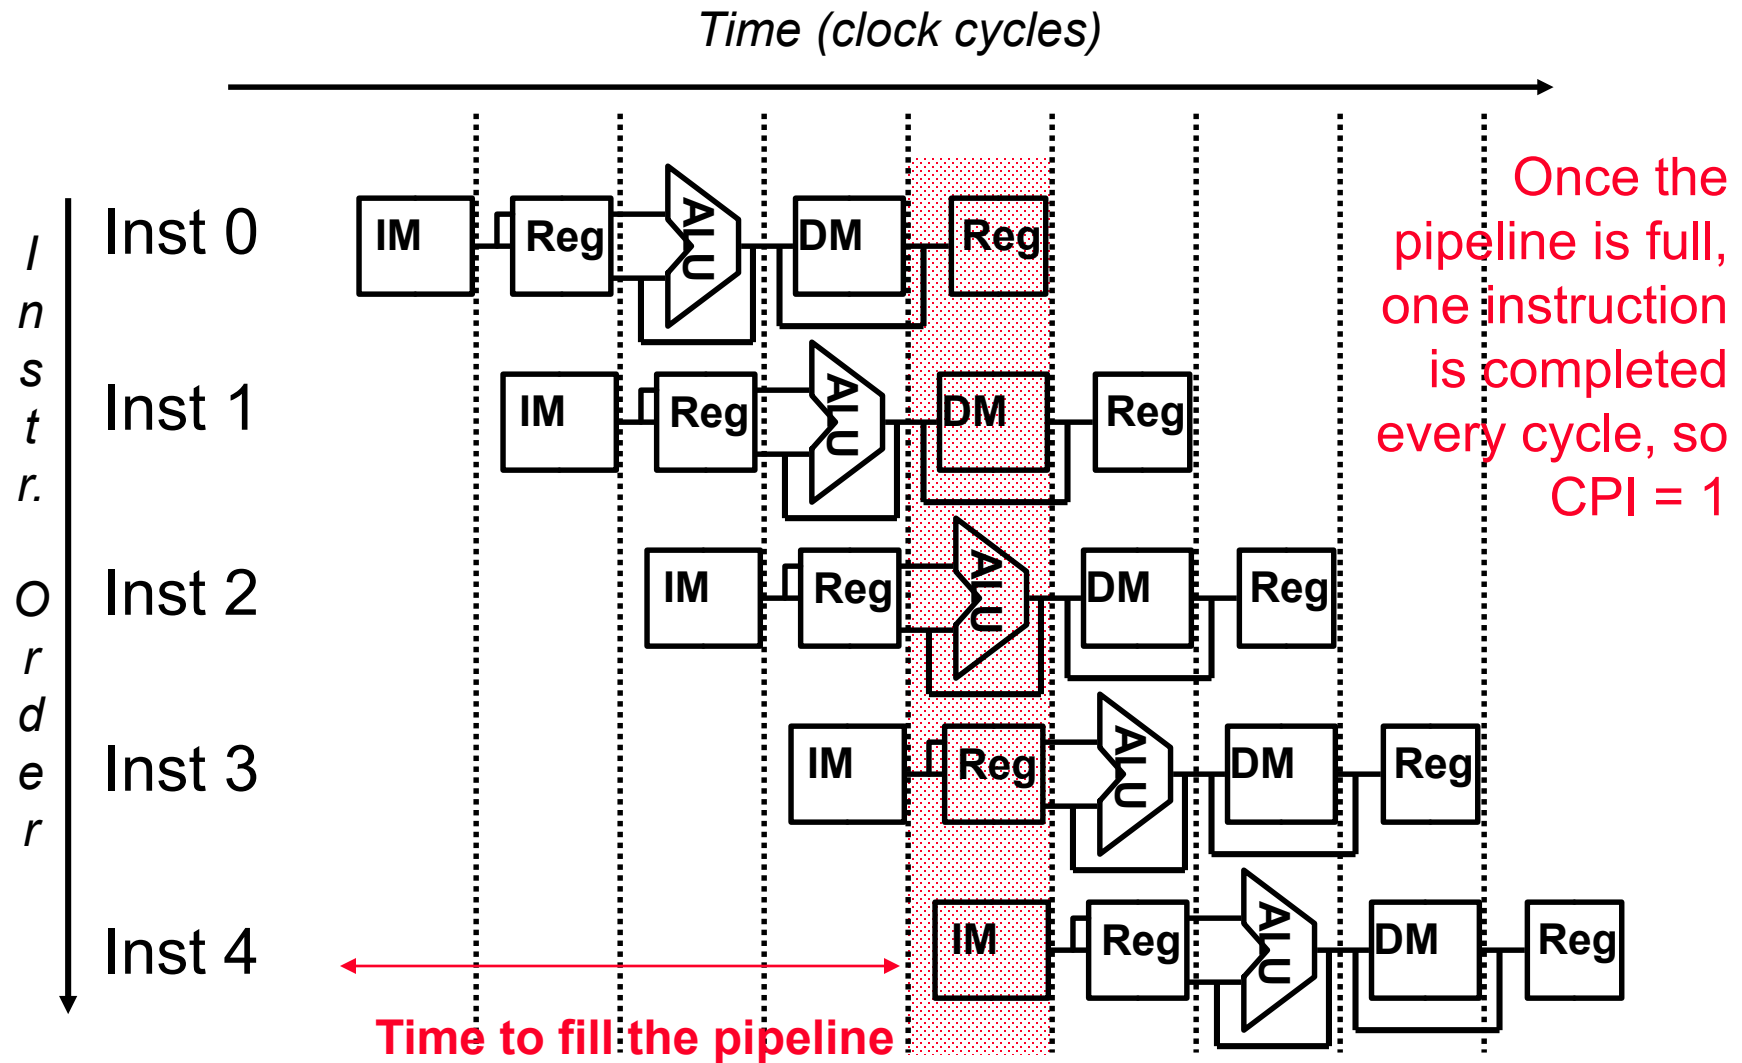 Time (clock cycles)
Instr. Order
Inst 0
IM
Reg
ALU
DM
Reg
Once the
pipeline is full,
one instruction
is completed
every cycle, so
CPI = 1
Inst 1
IM
Reg
ALU
DM
Reg
Inst 2
IM
Reg
ALU
DM
Reg
Inst 3
IM
Reg
ALU
DM
Reg
Inst 4
IM
Reg
ALU
DM
Reg
Time to fill the pipeline